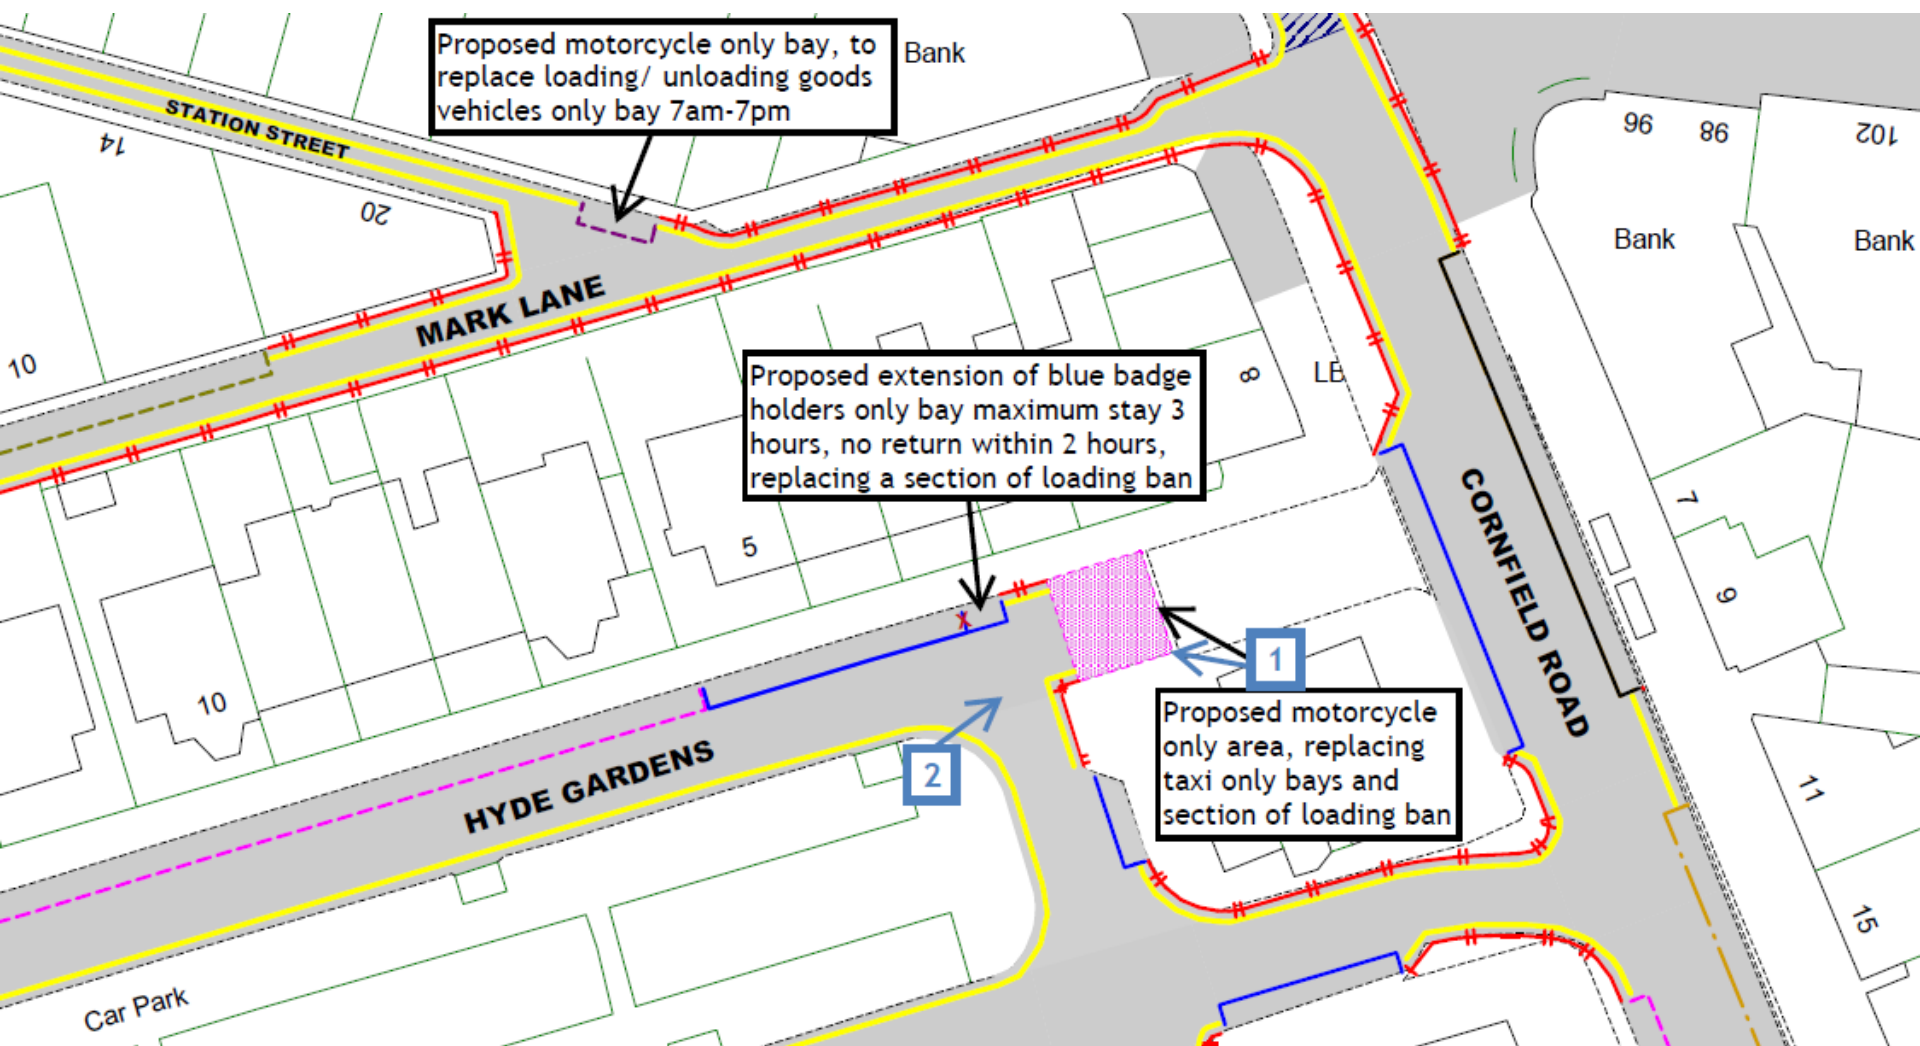 Proposed motorcycle only bay, to
replace loading/ unloading goods
vehicles only bay 7am-7pm
Bank
STATION STREET
14
20
96
98
102
Bank
Bank
MARK LANE
10
Proposed extension of blue badge
holders only bay maximum stay 3
hours, no return within 2 hours,
replacing a section of loading ban
8
LB
CORNFIELD ROAD
7
5
9
X
1
10
Proposed motorcycle
only area, replacing
taxi only bays and
section of loading ban
2
HYDE GARDENS
11
15
Car Park